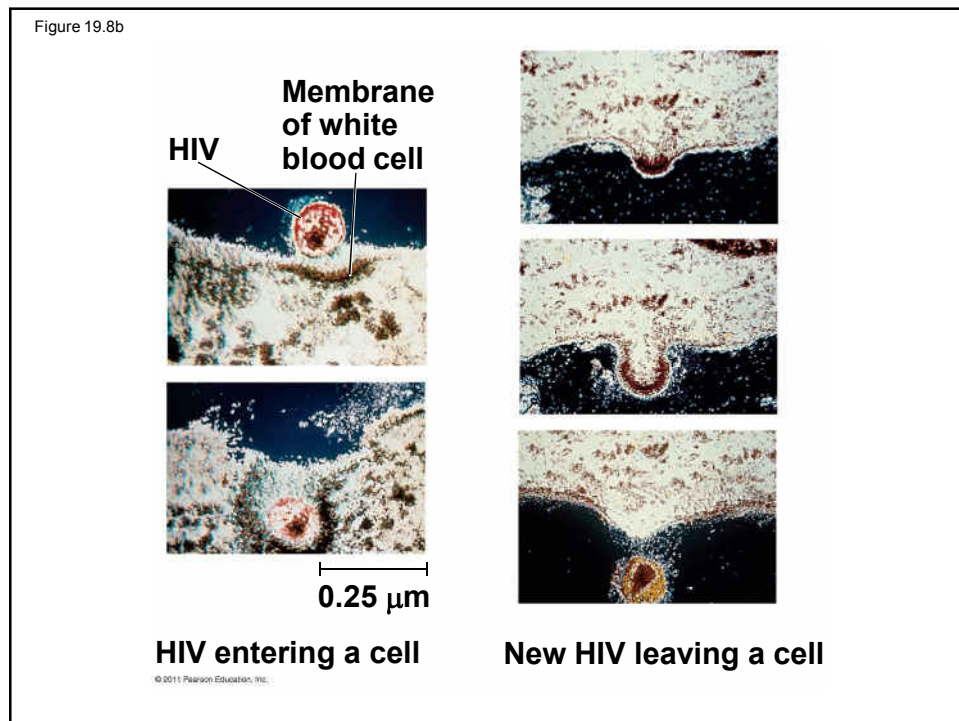 Figure 19.8b
HIV
Membrane
of white
blood cell
0.25 μm
HIV entering a cell
New HIV leaving a cell
© 2011 Pearson Education, Inc.